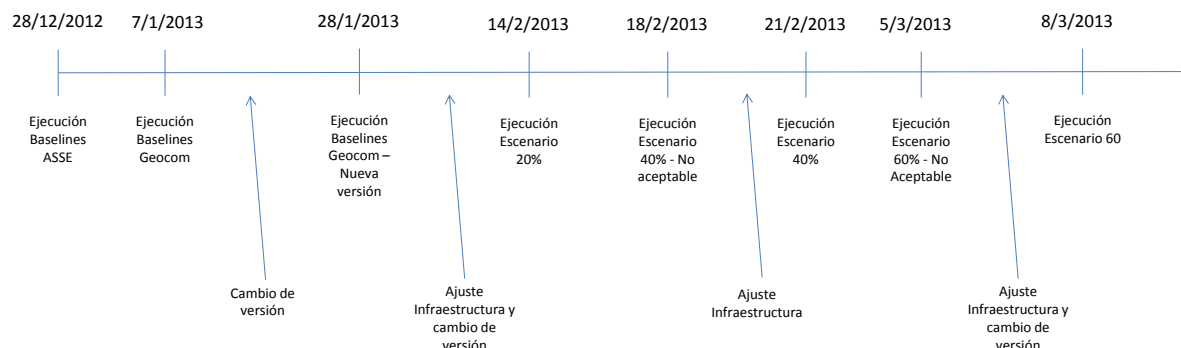 28/12/2012
7/1/2013
28/1/2013
14/2/2013
18/2/2013
21/2/2013
5/3/2013
8/3/2013
Ejecución
Baselines
ASSE
Ejecución
Baselines
Geocom
Ejecución
Baselines
Geocom –
Nueva
versión
Ejecución
Escenario
20%
Ejecución
Escenario
40% - No
aceptable
Ejecución
Escenario
40%
Ejecución
Escenario
60% - No
Aceptable
Ejecución
Escenario 60
Cambio de
versión
Ajuste
Infraestructura y
cambio de
versión
Ajuste
Infraestructura
Ajuste
Infraestructura y
cambio de
versión